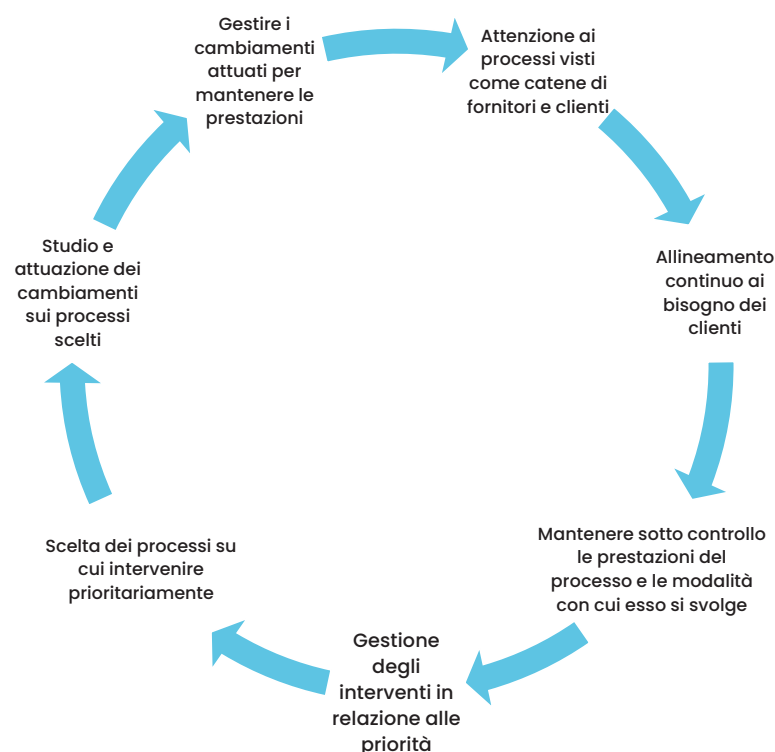 Gestire i
cambiamenti
attuati per
mantenere le
prestazioni
Attenzione ai
processi visti
come catene di
fornitori e clienti
Allineamento
continuo ai
bisogno dei
clienti
Mantenere sotto controllo
le prestazioni del
processo e le modalità
con cui esso si svolge
Gestione
degli
interventi in
relazione alle
priorità
Scelta dei processi su
cui intervenire
prioritariamente
Studio e
attuazione dei
cambiamenti
sui processi
scelti